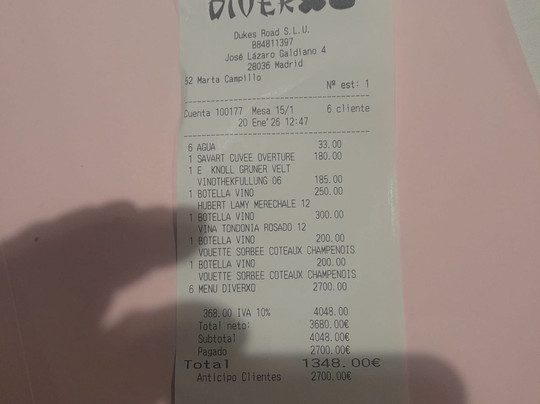 DIVERXO
Dukes Road S.L.U.
B84811397
José Lázaro Galdiano 4
28036 Madrid
52 Marta Campillo
Nº est: 1
Cuenta 100177 Mesa 15/1 6 cliente
20 Ene'26 12:47
6 AGUA 33.00
1 SAVART CUVEE OVERTURE 180.00
1 E KNOLL GRUNER VELT
VINOTHEKFULLUNG 06 185.00
1 BOTELLA VINO 250.00
HUBERT LAMY MERECHALE 12
1 BOTELLA VINO 300.00
VINA TONDONIA ROSADO 12
1 BOTELLA VINO 200.00
VOUETTE SORBEE COTEAUX CHAMPENOIS
1 BOTELLA VINO 200.00
VOUETTE SORBEE COTEAUX CHAMPENOIS
6 MENU DIVERXO 2700.00
368.00 IVA 10% 4048.00
Total neto: 3680.00€
Subtotal 4048.00€
Pagado 2700.00€
Total 1348.00€
Anticipo Clientes 2700.00€